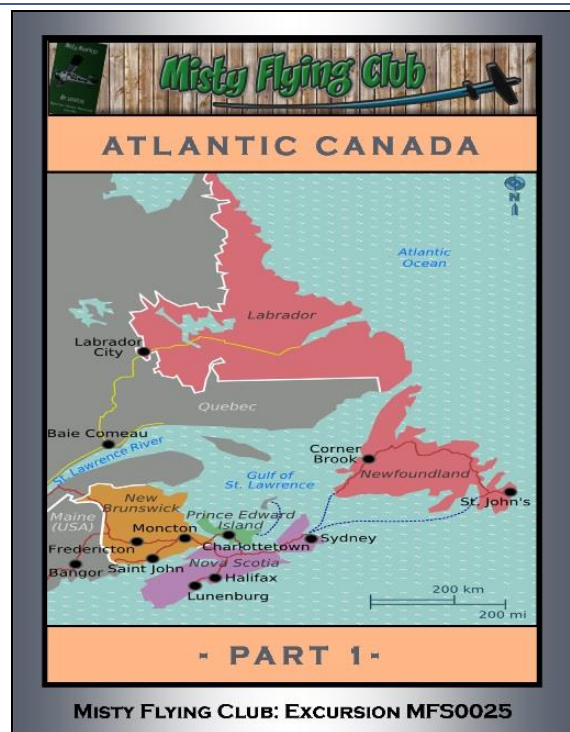 Misty Flying Club
ATLANTIC CANADA
N
Atlantic
Ocean
Labrador
Labrador
City
Quebec
Baie Comeau
St. Lawrence River
Corner
Brook
Newfoundland
Gulf of
St. Lawrence
St. John's
New
Brunswick
Maine
(USA)
Moncton
Prince Edward
Island
Fredericton
Charlottetown
Sydney
Bangor
Saint John
Nova Scotia
Halifax
Lunenburg
200 km
200 mi
- PART 1-
MISTY FLYING CLUB: EXCURSION MFS0025